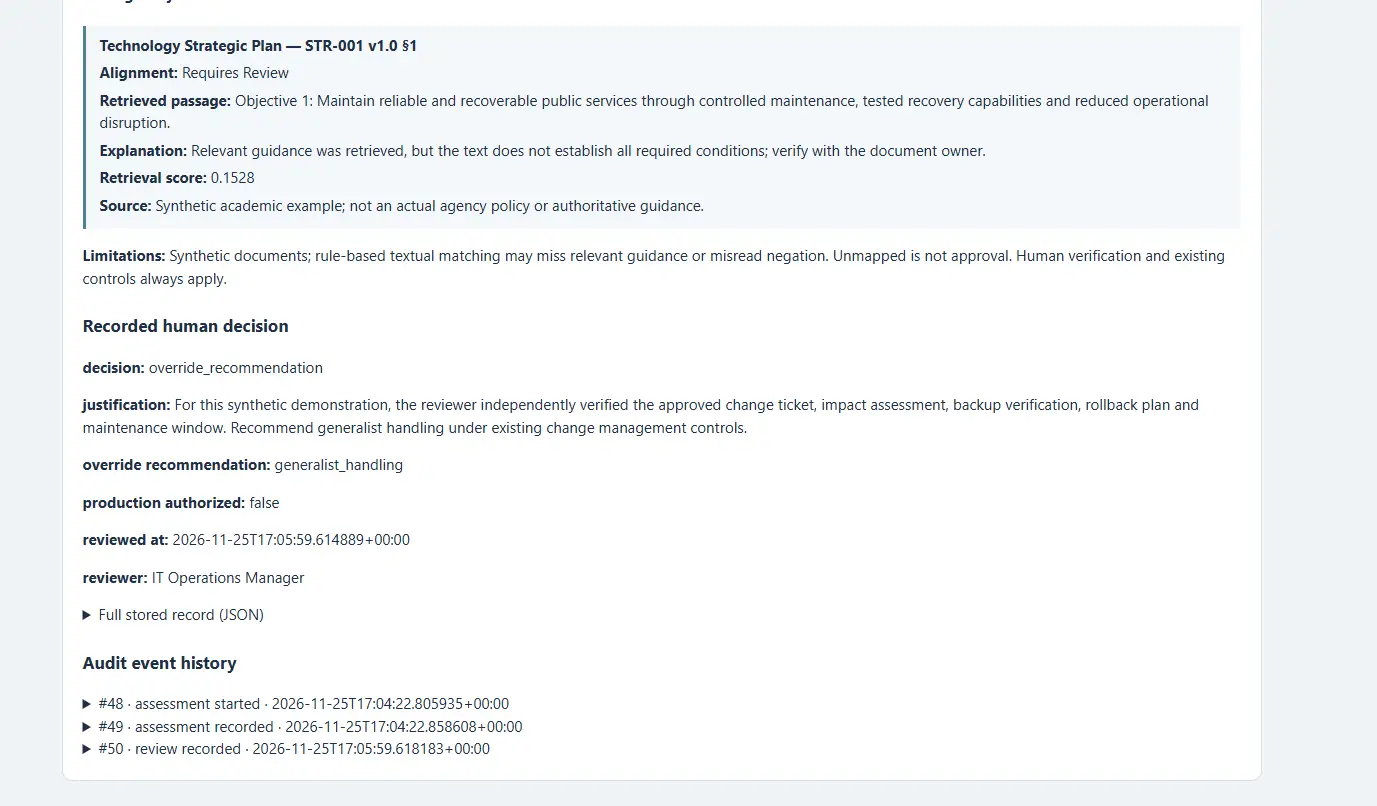 Technology Strategic Plan — STR-001 v1.0 §1
Alignment: Requires Review
Retrieved passage: Objective 1: Maintain reliable and recoverable public services through controlled maintenance, tested recovery capabilities and reduced operational
disruption.
Explanation: Relevant guidance was retrieved, but the text does not establish all required conditions; verify with the document owner.
Retrieval score: 0.1528
Source: Synthetic academic example; not an actual agency policy or authoritative guidance.
Limitations: Synthetic documents; rule-based textual matching may miss relevant guidance or misread negation. Unmapped is not approval. Human verification and existing
controls always apply.
Recorded human decision
decision: override_recommendation
justification: For this synthetic demonstration, the reviewer independently verified the approved change ticket, impact assessment, backup verification, rollback plan and
maintenance window. Recommend generalist handling under existing change management controls.
override recommendation: generalist_handling
production authorized: false
reviewed at: 2026-11-25T17:05:59.614889+00:00
reviewer: IT Operations Manager
▶ Full stored record (JSON)
Audit event history
▶ #48 · assessment started · 2026-11-25T17:04:22.805935+00:00
▶ #49 · assessment recorded · 2026-11-25T17:04:22.858608+00:00
▶ #50 · review recorded · 2026-11-25T17:05:59.618183+00:00